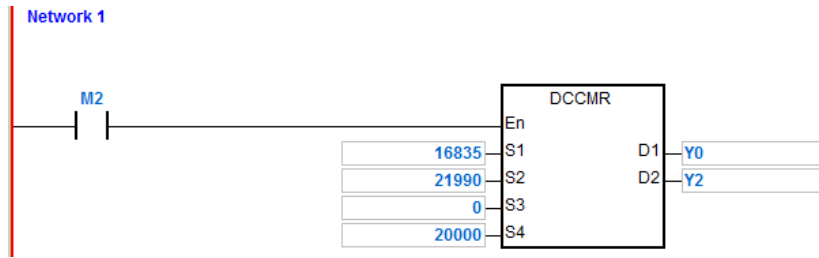 Network 1
M2
DCCMR
En
16835 S1 D1 Y0
21990 S2 D2 Y2
0 S3
20000 S4